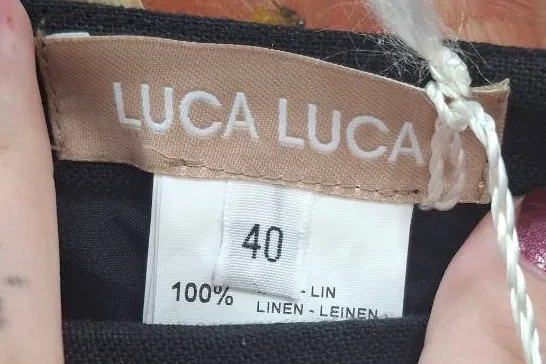 LUCA LUCA
40
100% - LIN
LINEN - LEINEN